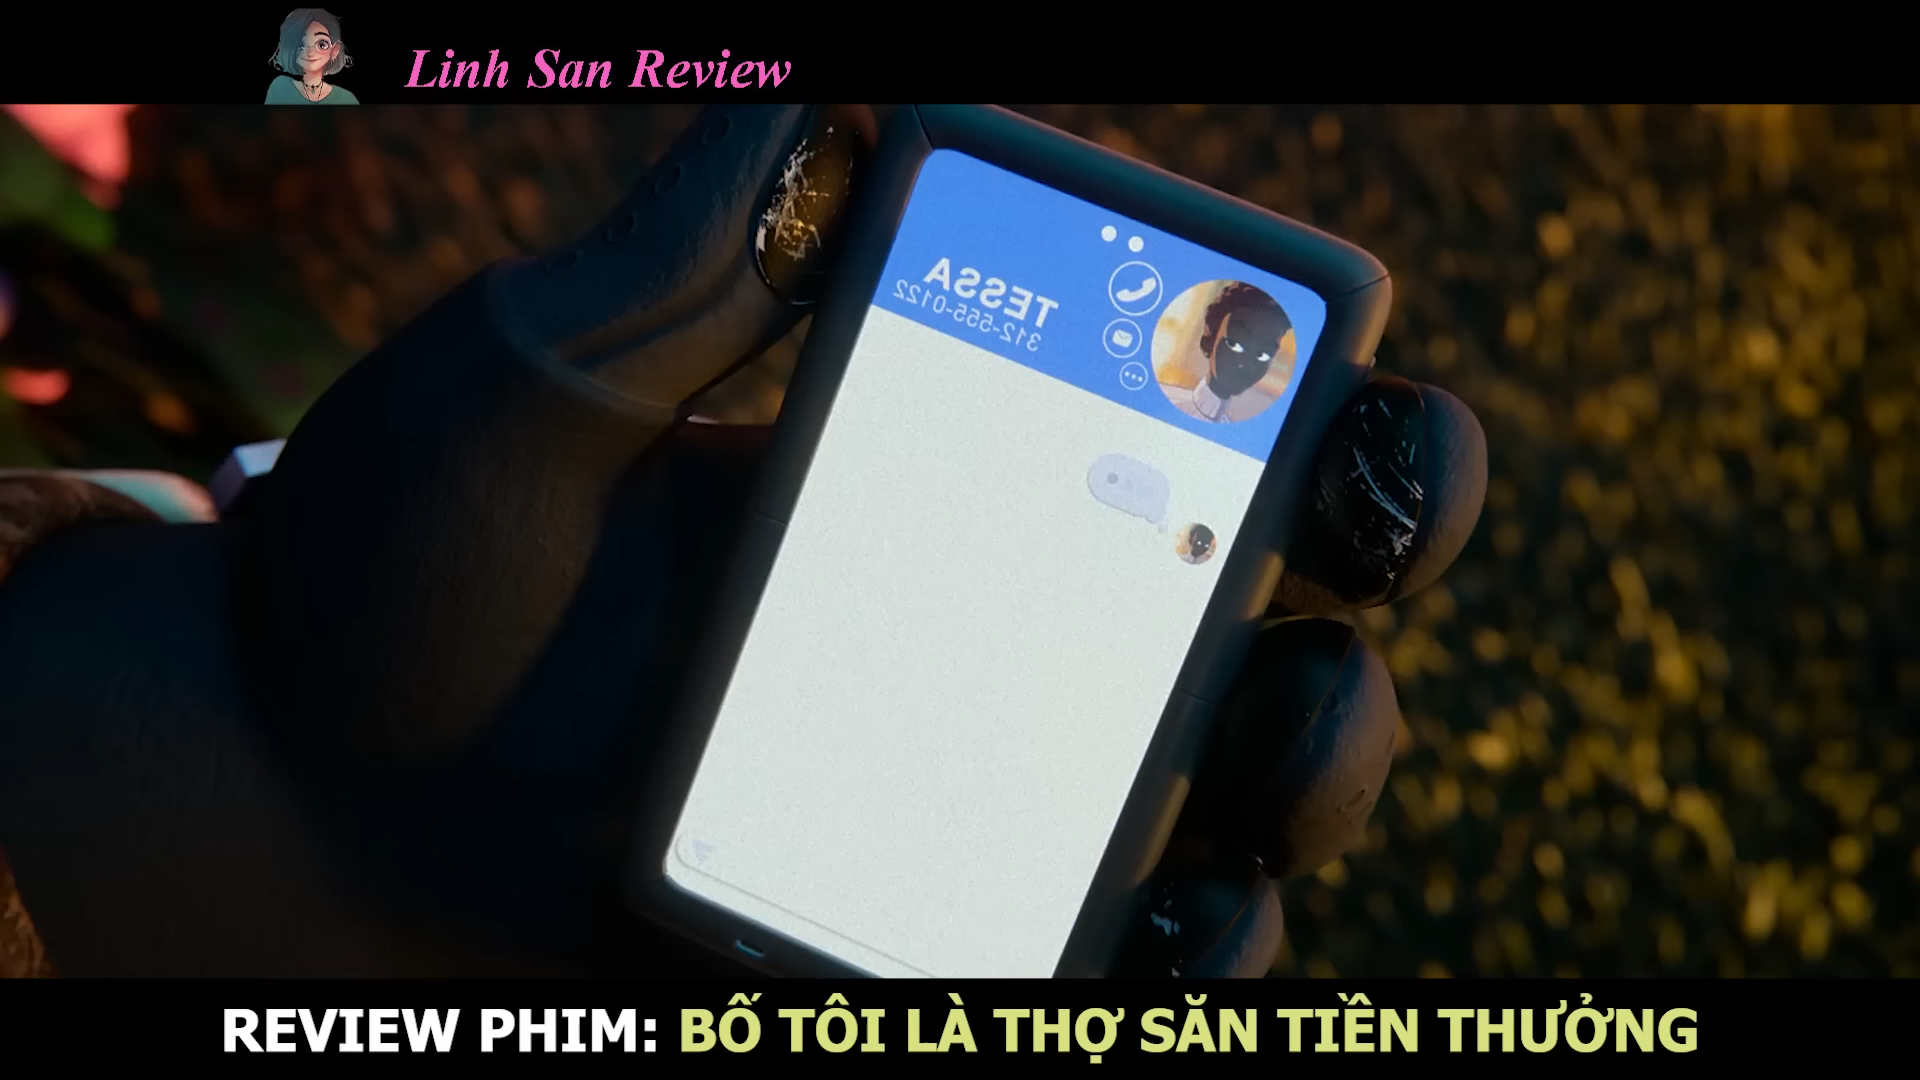 Linh San Review
TESSA
312-555-0122
REVIEW PHIM: BỐ TÔI LÀ THỢ SĂN TIỀN THƯỞNG